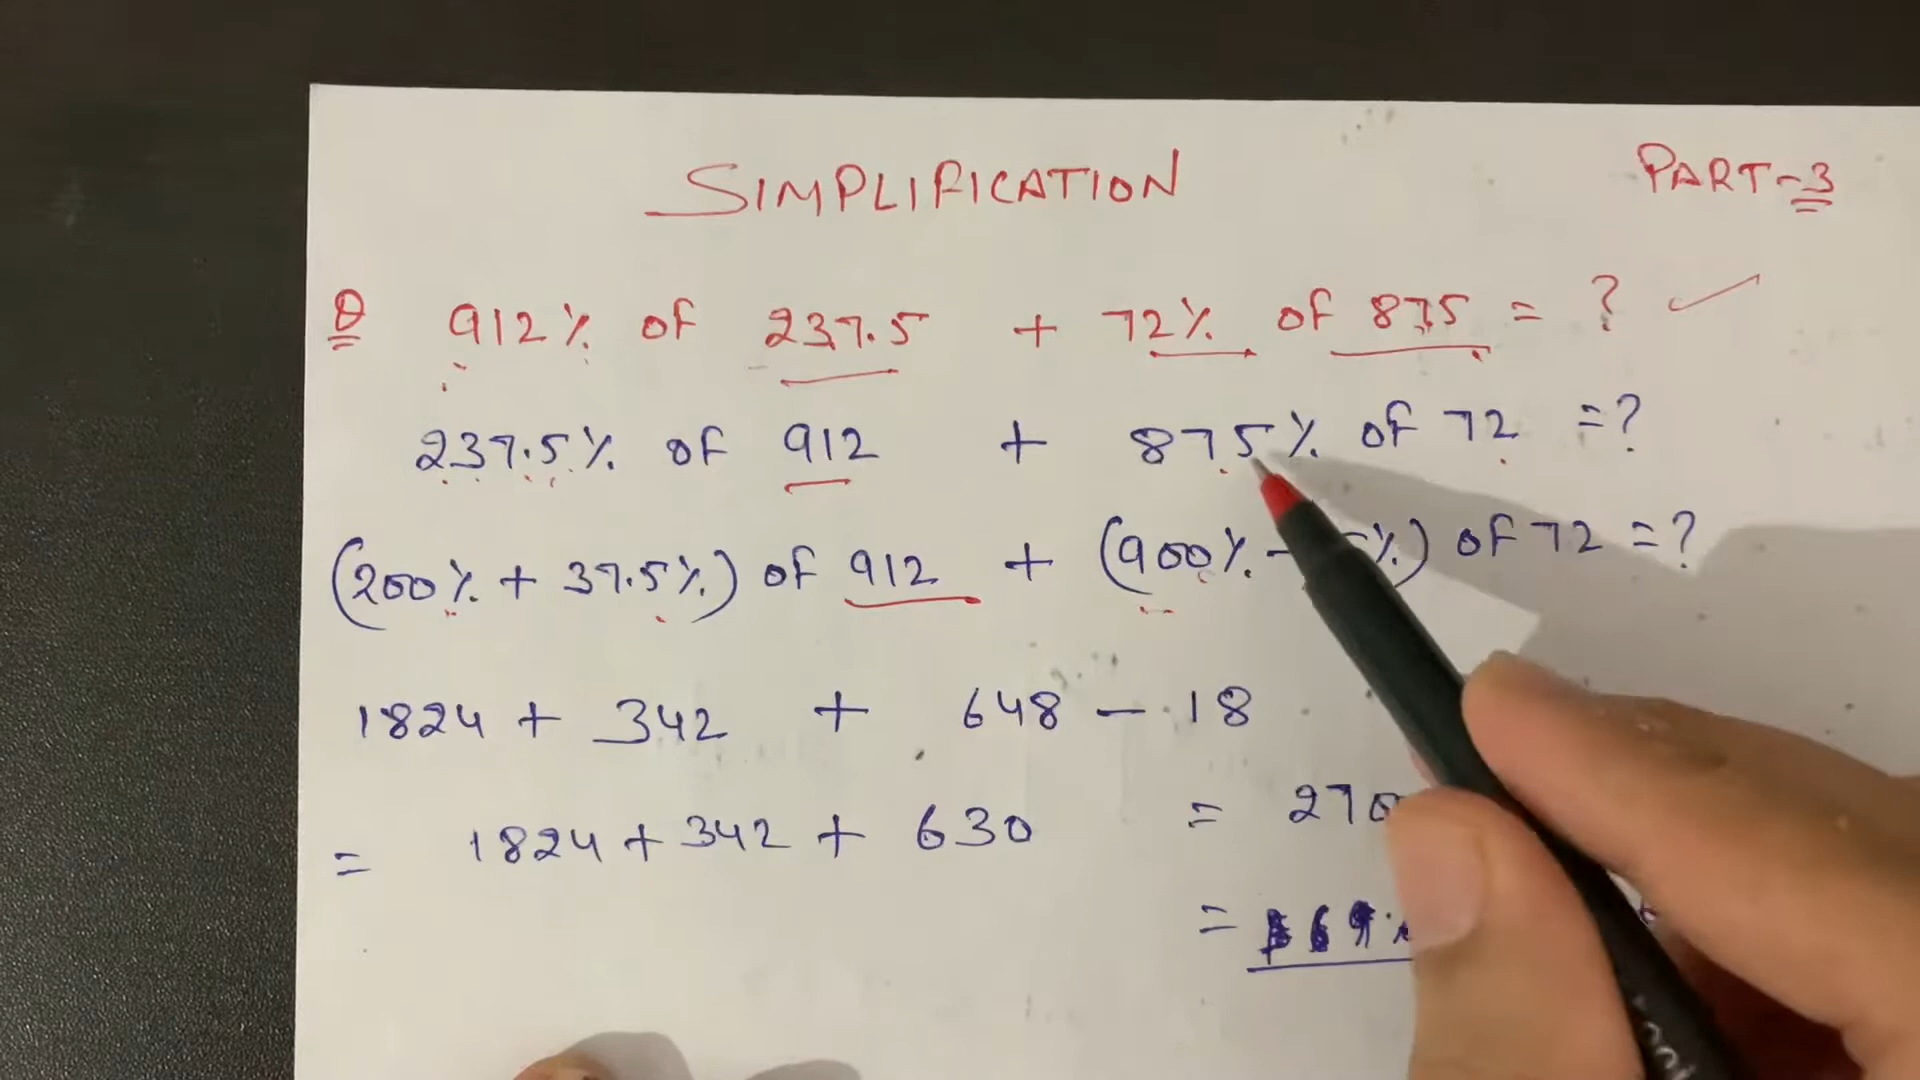 SIMPLIFICATION
PART-3
Q 912% of 237.5 + 72% of 875 = ?
237.5% of 912 + 875% of 72 = ?
(200% + 37.5%) of 912 + (900% - %) of 72 = ?
1824 + 342 + 648 - 18
= 1824 + 342 + 630 = 270
=